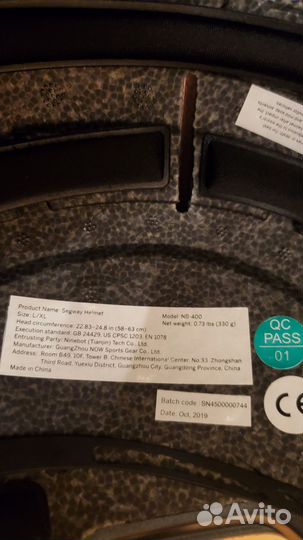 Product Name: Segway Helmet
Model: NB-400
Size: L/XL
Net weight: 0.73 lbs (330 g)
Head circumference: 22.83-24.8 in (58-63 cm)
Execution standard: GB 24429, US CPSC 1203, EN 1078
Entrusting Party: Ninebot (Tianjin) Tech Co., Ltd.
Manufacturer: GuangZhou NOW Sports Gear Co., Ltd.
Address: Room B49, 10F, Tower B, Chinese International Center, No.33, Zhongshan
Third Road, Yuexiu District, Guangzhou City, Guangdong Province, China
Made in China
QC
PASS
01
CE
Batch code: SN4500000744
Date: Oct, 2019
Avito